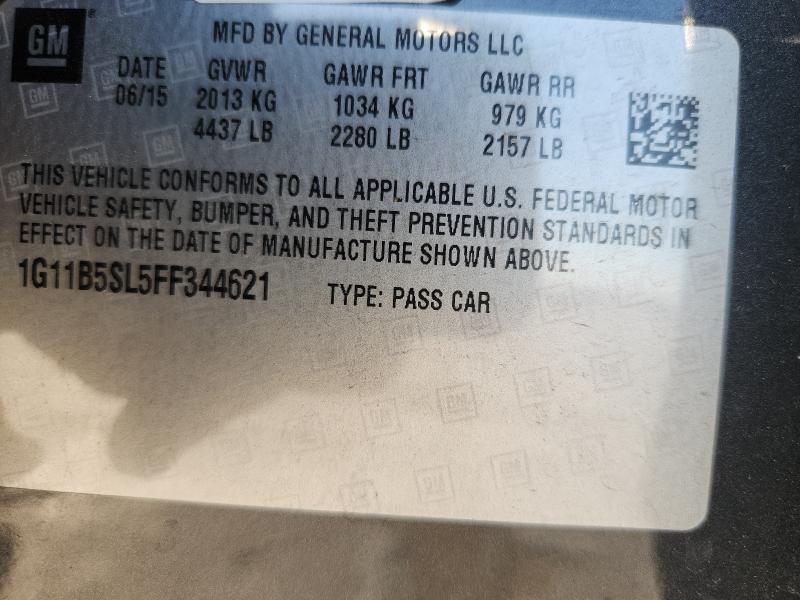 GM
MFD BY GENERAL MOTORS LLC
DATE GVWR GAWR FRT GAWR RR
06/15 2013 KG 1034 KG 979 KG
4437 LB 2280 LB 2157 LB
THIS VEHICLE CONFORMS TO ALL APPLICABLE U.S. FEDERAL MOTOR
VEHICLE SAFETY, BUMPER, AND THEFT PREVENTION STANDARDS IN
EFFECT ON THE DATE OF MANUFACTURE SHOWN ABOVE.
1G11B5SL5FF344621 TYPE: PASS CAR